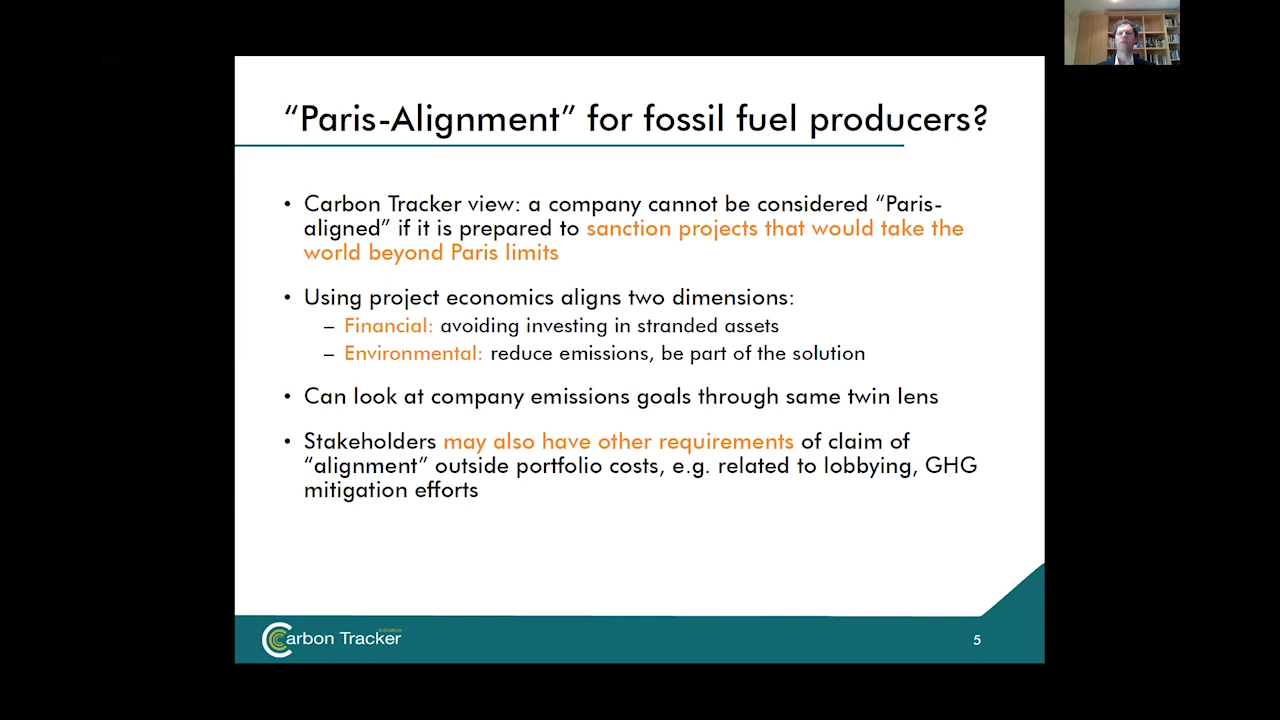 “Paris-Alignment” for fossil fuel producers?
• Carbon Tracker view: a company cannot be considered “Paris-
aligned” if it is prepared to sanction projects that would take the
world beyond Paris limits
• Using project economics aligns two dimensions:
– Financial: avoiding investing in stranded assets
– Environmental: reduce emissions, be part of the solution
• Can look at company emissions goals through same twin lens
• Stakeholders may also have other requirements of claim of
“alignment” outside portfolio costs, e.g. related to lobbying, GHG
mitigation efforts
Initiative
Carbon Tracker
5